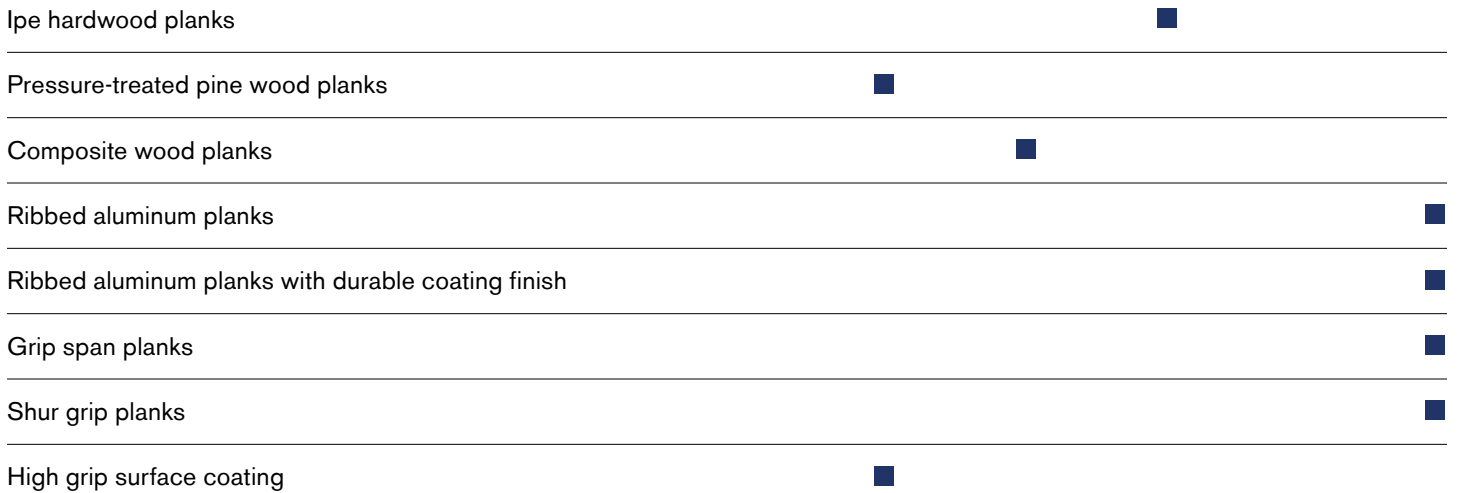 Ipe hardwood planks
Pressure-treated pine wood planks
Composite wood planks
Ribbed aluminum planks
Ribbed aluminum planks with durable coating finish
Grip span planks
Shur grip planks
High grip surface coating